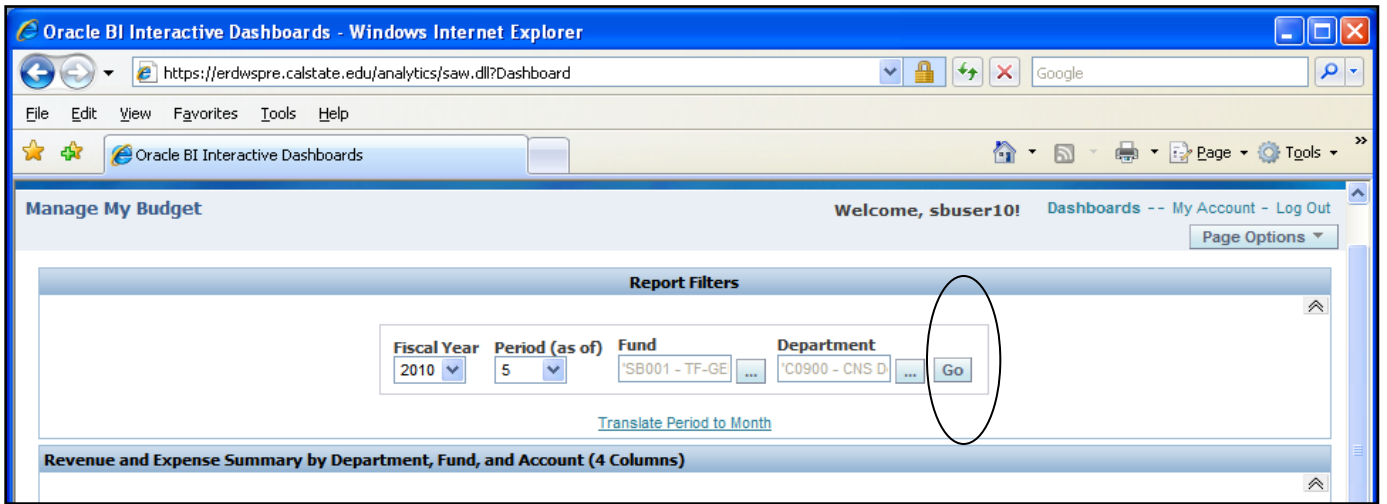 Oracle BI Interactive Dashboards - Windows Internet Explorer
https://erdwspre.calstate.edu/analytics/saw.dll?Dashboard
Google
File Edit View Favorites Tools Help
Oracle BI Interactive Dashboards
Page Tools
Manage My Budget Welcome, sbuser10! Dashboards -- My Account - Log Out
Page Options
Report Filters
Fiscal Year Period (as of) Fund Department
2010 5 'SB001 - TF-GE ... 'C0900 - CNS D ... Go
Translate Period to Month
Revenue and Expense Summary by Department, Fund, and Account (4 Columns)